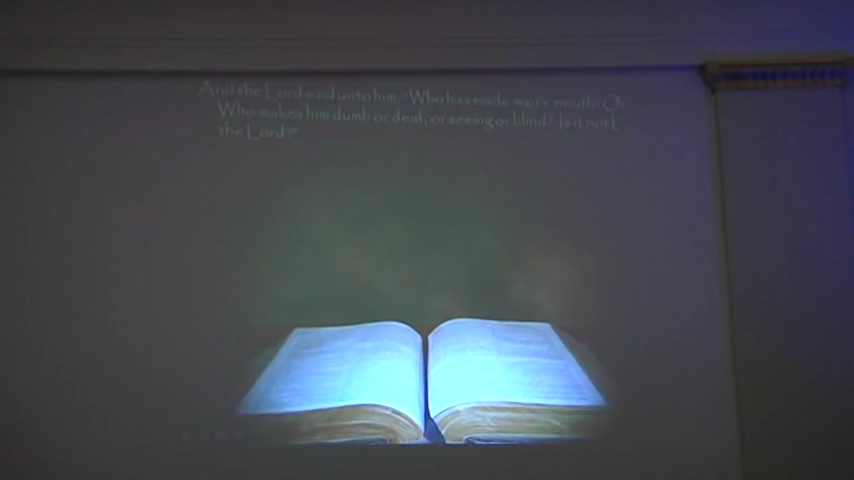 And the Lord said unto him, "Who has made man's mouth? Or
Who makes him dumb or deaf, or seeing or blind? Is it not I,
the Lord?"